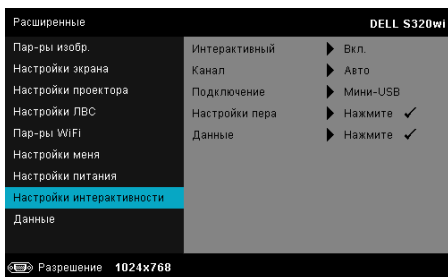 Расширенные DELL S320wi
Пар-ры изобр.
Настройки экрана
Настройки проектора
Настройки ЛВС
Пар-ры WiFi
Настройки меня
Настройки питания
Настройки интерактивности
Данные
Интерактивный Вкл.
Канал Авто
Подключение Мини-USB
Настройки пера Нажмите
Данные Нажмите
Разрешение 1024x768